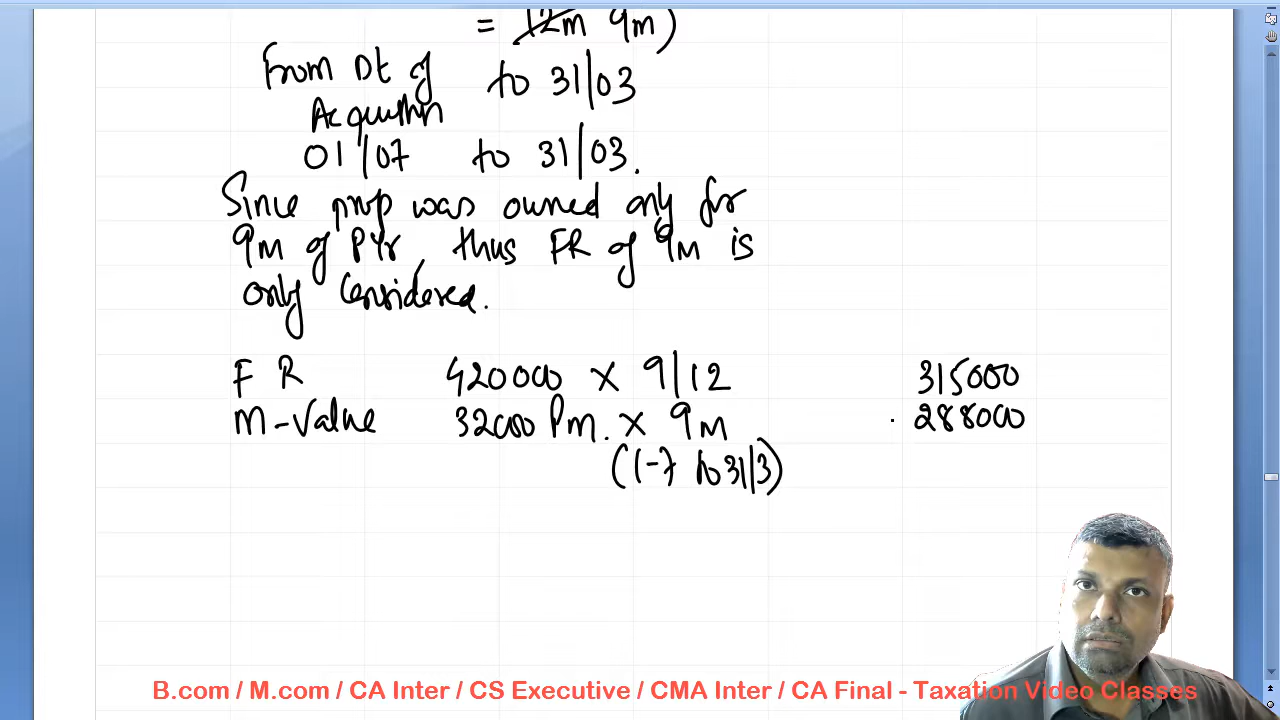 = 12m 9m)
From Dt of to 31/03
Acqusthn
01/07 to 31/03.
Since prop was owned only for
9m of PYr, thus FR of 9M is
only Considered.
F R 420000 X 9/12 315000
M-Value 32000 Pm. X 9M 288000
(1-7 to 31/3)
B.com / M.com / CA Inter / CS Executive / CMA Inter / CA Final - Taxation Video Classes